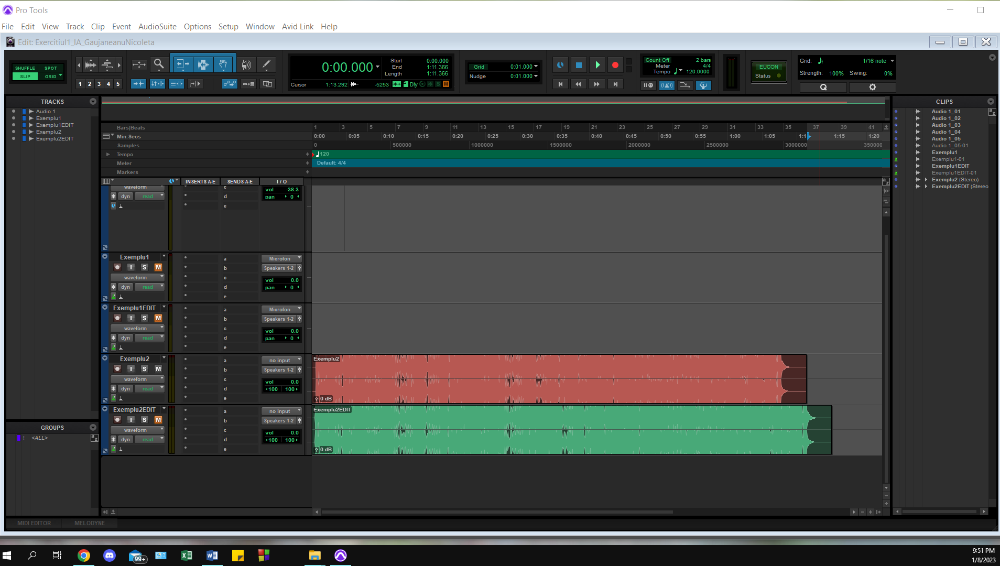 Pro Tools
File Edit View Track Clip Event AudioSuite Options Setup Window Avid Link Help
Edit: Exercitiul1_IA_GaujaneanuNicoleta
SHUFFLE SPOT
SLIP GRID
1 2 3 4 5
0:00.000
Start 0:00.000
End 1:11.366
Length 1:11.366
Cursor 1:13.292 -5253 Dly S M
Grid 0:01.000
Nudge 0:01.000
Count Off 2 bars
Meter 4/4
Tempo 120.0000
EUCON
Status
Grid: 1/16 note
Strength: 100% Swing: 0%
Q
TRACKS
Audio 1
Exemplu1
Exemplu1EDIT
Exemplu2
Exemplu2EDIT
GROUPS
! <ALL>
a z
Bars|Beats 1 3 5 7 9 11 13 15 17 19 21 23 25 27 29 31 33 35 37 39 41
Min:Secs 0:00 0:05 0:10 0:15 0:20 0:25 0:30 0:35 0:40 0:45 0:50 0:55 1:00 1:05 1:1 1:15 1:20
Samples 0 500000 1000000 1500000 2000000 2500000 3000000 350000
Tempo + 120
Meter + Default: 4/4
Markers +
INSERTS A-E SENDS A-E I / O
waveform c vol -38.3
dyn read d pan 0
e
Exemplu1 a Microfon
I S M b Speakers 1-2
waveform c vol 0.0
dyn read d pan 0
e
Exemplu1EDIT a Microfon
I S M b Speakers 1-2
waveform c vol 0.0
dyn read d pan 0
e
Exemplu2 a no input
I S M b Speakers 1-2
waveform c vol 0.0
dyn read d 100 100
e
Exemplu2
0 dB
Exemplu2EDIT a no input
I S M b Speakers 1-2
waveform c vol 0.0
dyn read d 100 100
e
Exemplu2EDIT
0 dB
CLIPS
a z
Audio 1_01
Audio 1_02
Audio 1_03
Audio 1_04
Audio 1_05
Audio 1_05-01
Exemplu1
Exemplu1-01
Exemplu1EDIT
Exemplu1EDIT-01
Exemplu2 (Stereo)
Exemplu2EDIT (Stereo
a z
MIDI EDITOR MELODYNE
99+
9:51 PM
1/8/2023